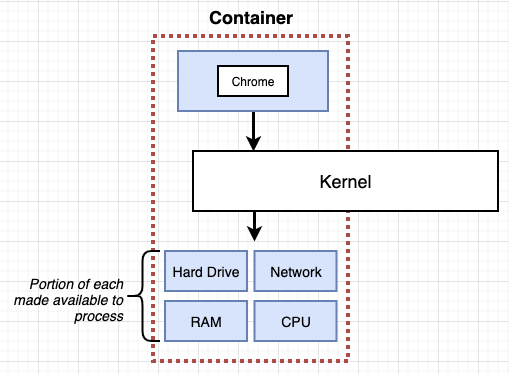 Container
Chrome
Kernel
Hard Drive
Network
Portion of each
made available to
process
RAM
CPU